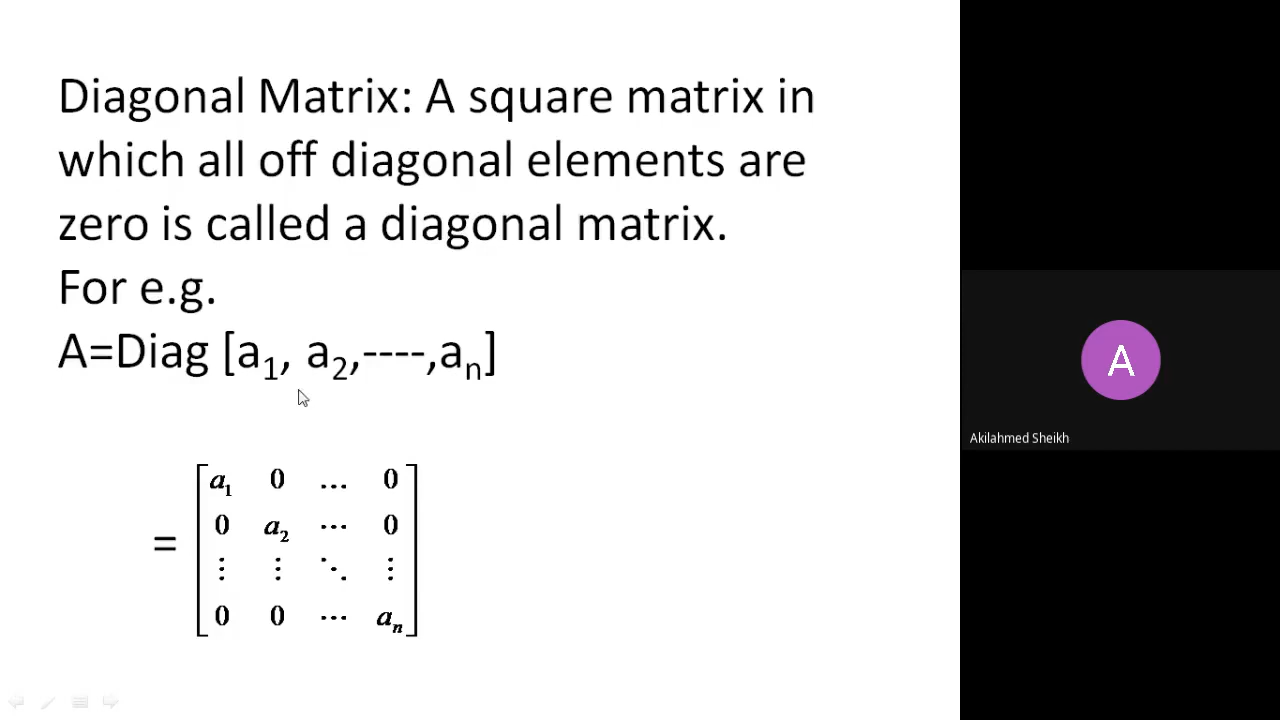 Diagonal Matrix: A square matrix in
which all off diagonal elements are
zero is called a diagonal matrix.
For e.g.
A=Diag [a₁, a₂,----,aₙ]
= [a₁ 0 … 0
0 a₂ ⋯ 0
⋮ ⋮ ⋱ ⋮
0 0 ⋯ aₙ]
A
Akilahmed Sheikh